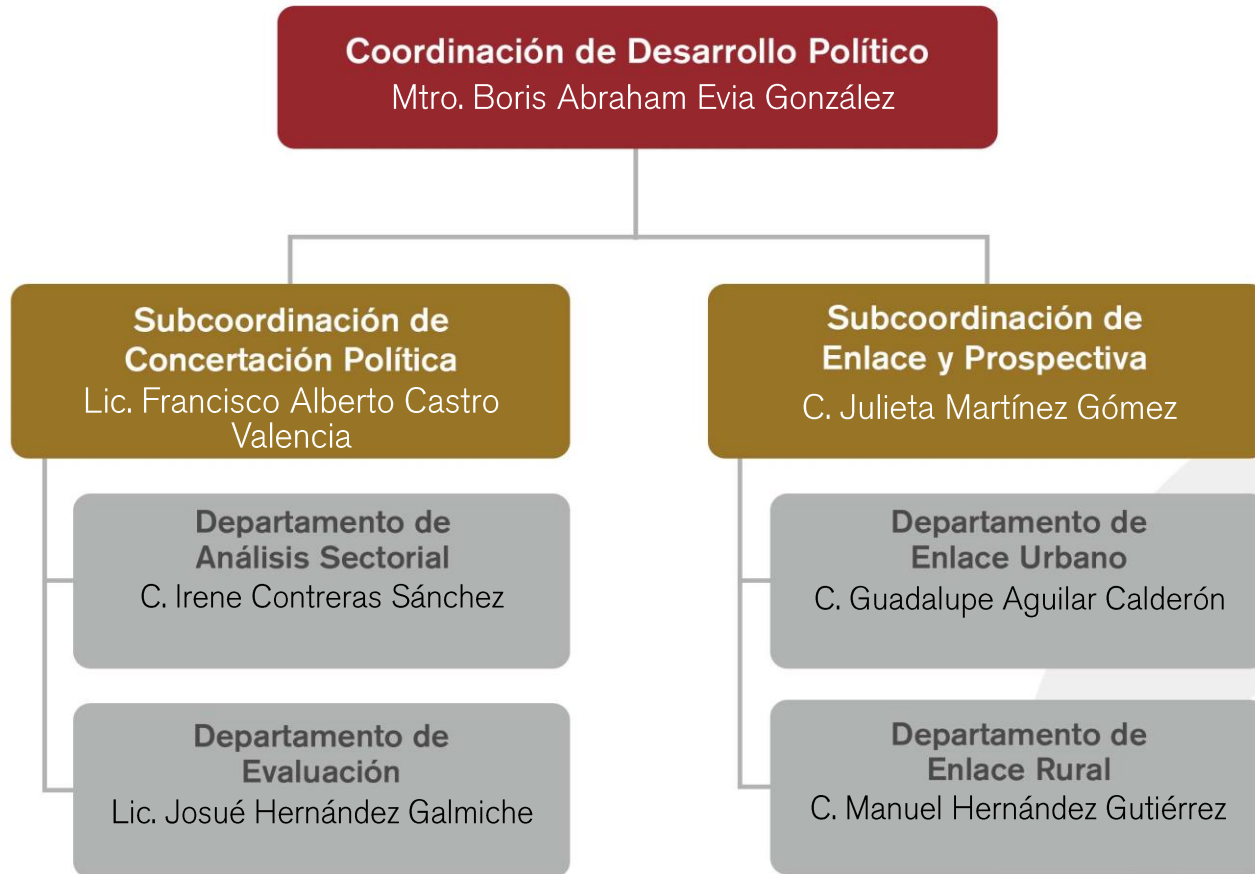 Coordinación de Desarrollo Político
Mtro. Boris Abraham Evia González
Subcoordinación de
Concertación Política
Lic. Francisco Alberto Castro
Valencia
Departamento de
Análisis Sectorial
C. Irene Contreras Sánchez
Departamento de
Evaluación
Lic. Josué Hernández Galmiche
Subcoordinación de
Enlace y Prospectiva
C. Julieta Martínez Gómez
Departamento de
Enlace Urbano
C. Guadalupe Aguilar Calderón
Departamento de
Enlace Rural
C. Manuel Hernández Gutiérrez